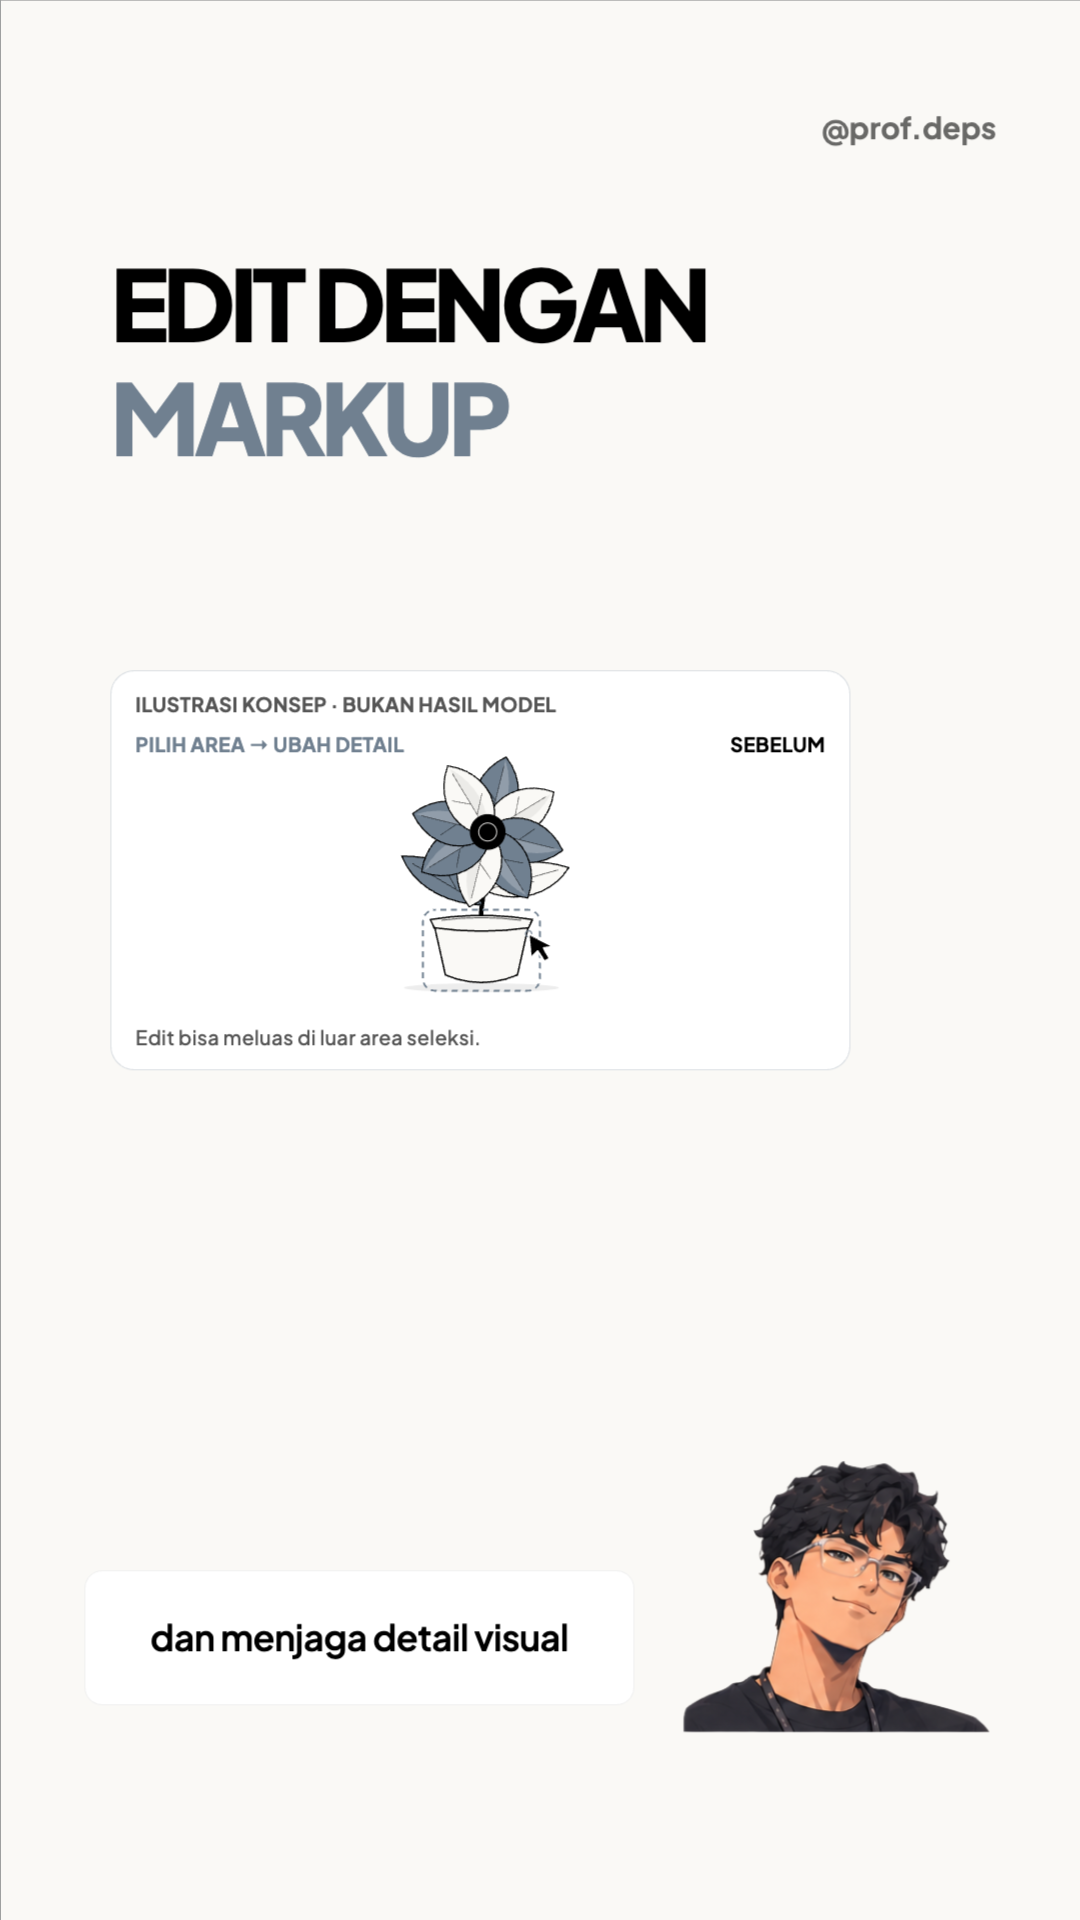 @prof.deps
EDIT DENGAN
MARKUP
ILUSTRASI KONSEP · BUKAN HASIL MODEL
PILIH AREA → UBAH DETAIL
SEBELUM
Edit bisa meluas di luar area seleksi.
dan menjaga detail visual